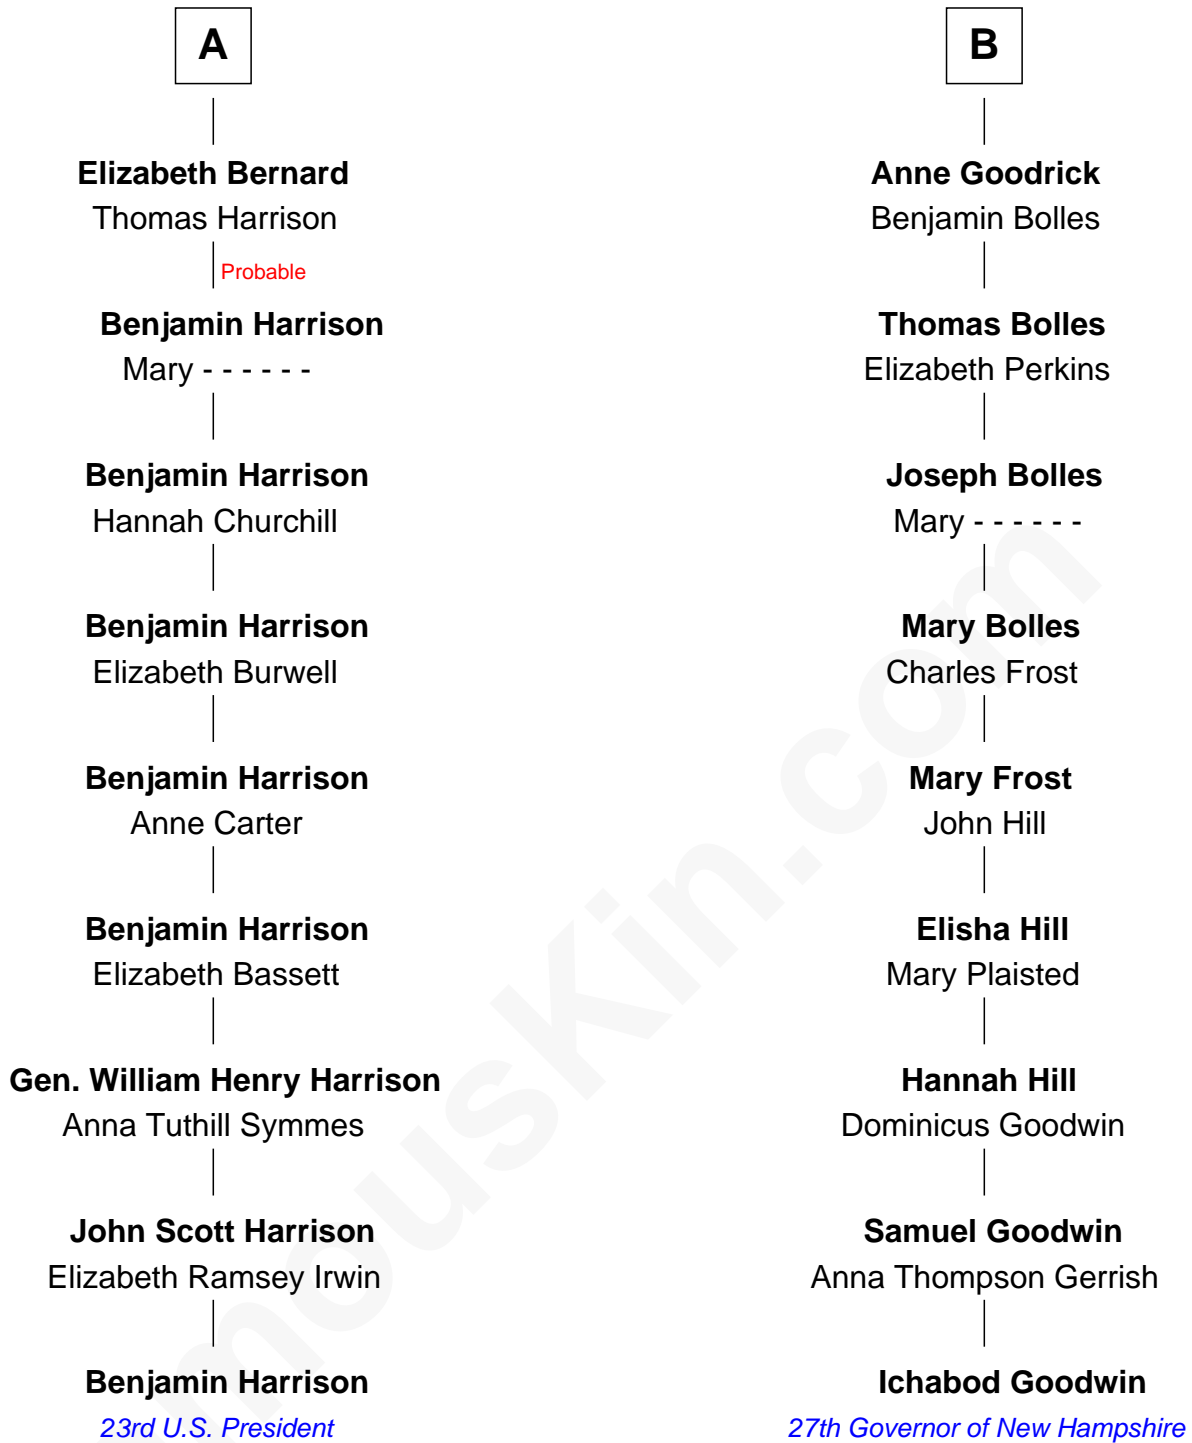 A
Elizabeth Bernard
Thomas Harrison
Probable
Benjamin Harrison
Mary - - - - - -
Benjamin Harrison
Hannah Churchill
Benjamin Harrison
Elizabeth Burwell
Benjamin Harrison
Anne Carter
Benjamin Harrison
Elizabeth Bassett
Gen. William Henry Harrison
Anna Tuthill Symmes
John Scott Harrison
Elizabeth Ramsey Irwin
Benjamin Harrison
23rd U.S. President
B
Anne Goodrick
Benjamin Bolles
Thomas Bolles
Elizabeth Perkins
Joseph Bolles
Mary - - - - - -
Mary Bolles
Charles Frost
Mary Frost
John Hill
Elisha Hill
Mary Plaisted
Hannah Hill
Dominicus Goodwin
Samuel Goodwin
Anna Thompson Gerrish
Ichabod Goodwin
27th Governor of New Hampshire
mousKin.com